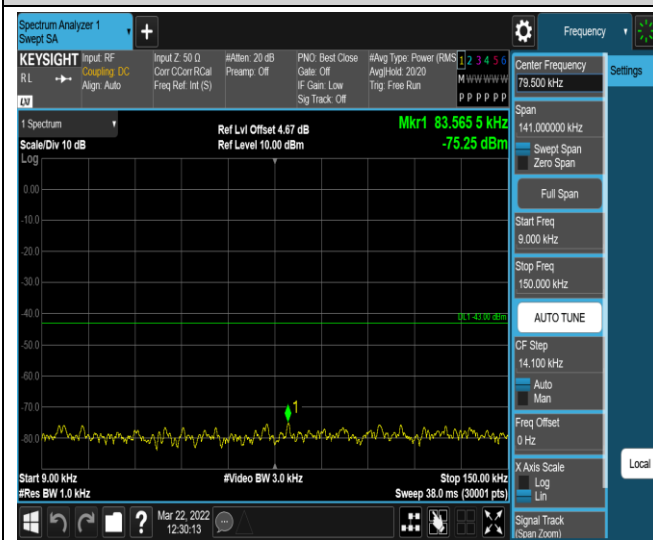 Spectrum Analyzer 1
Swept SA
Frequency
KEYSIGHT
RL
LXI
Input: RF
Coupling: DC
Align: Auto
Input Z: 50 Ω
Corr CCorr RCal
Freq Ref: Int (S)
#Atten: 20 dB
Preamp: Off
PNO: Best Close
Gate: Off
IF Gain: Low
Sig Track: Off
#Avg Type: Power (RMS
Avg|Hold: 20/20
Trig: Free Run
1 2 3 4 5 6
M W W W W W
P P P P P P
1 Spectrum
Scale/Div 10 dB
Log
Ref Lvl Offset 4.67 dB
Ref Level 10.00 dBm
Mkr1 83.565 5 kHz
-75.25 dBm
0.00
-10.0
-20.0
-30.0
-40.0
DL1 -43.00 dBm
-50.0
-60.0
-70.0
1
-80.0
Start 9.00 kHz
#Res BW 1.0 kHz
#Video BW 3.0 kHz
Stop 150.00 kHz
Sweep 38.0 ms (30001 pts)
?
Mar 22, 2022
12:30:13
Center Frequency
79.500 kHz
Settings
Span
141.000000 kHz
Swept Span
Zero Span
Full Span
Start Freq
9.000 kHz
Stop Freq
150.000 kHz
AUTO TUNE
CF Step
14.100 kHz
Auto
Man
Freq Offset
0 Hz
X Axis Scale
Log
Lin
Local
Signal Track
(Span Zoom)